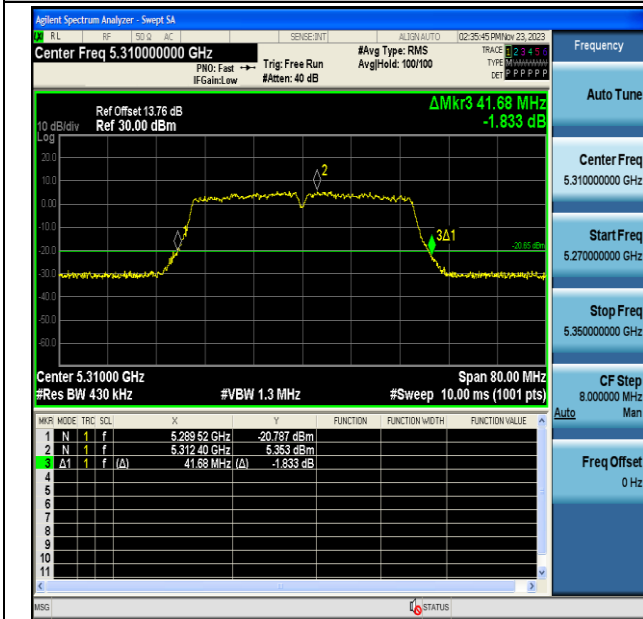 Agilent Spectrum Analyzer - Swept SA
RL RF 50 Ω AC SENSE:INT ALIGN AUTO 02:35:45 PM Nov 23, 2023
Center Freq 5.310000000 GHz
PNO: Fast
IFGain:Low
Trig: Free Run
#Atten: 40 dB
#Avg Type: RMS
Avg|Hold: 100/100
TRACE 1 2 3 4 5 6
TYPE M W W W W W
DET P P P P P P
Ref Offset 13.76 dB
10 dB/div Ref 30.00 dBm
Log
ΔMkr3 41.68 MHz
-1.833 dB
20.0
10.0
0.00
-10.0
-20.0
-30.0
-40.0
-50.0
-60.0
2
3Δ1
-20.65 dBm
Center 5.31000 GHz Span 80.00 MHz
#Res BW 430 kHz #VBW 1.3 MHz #Sweep 10.00 ms (1001 pts)
MKR MODE TRC SCL X Y FUNCTION FUNCTION WIDTH FUNCTION VALUE
1 N 1 f 5.289 52 GHz -20.787 dBm
2 N 1 f 5.312 40 GHz 5.353 dBm
3 Δ1 1 f (Δ) 41.68 MHz (Δ) -1.833 dB
4
5
6
7
8
9
10
11
MSG STATUS
Frequency
Auto Tune
Center Freq
5.310000000 GHz
Start Freq
5.270000000 GHz
Stop Freq
5.350000000 GHz
CF Step
8.000000 MHz
Auto Man
Freq Offset
0 Hz